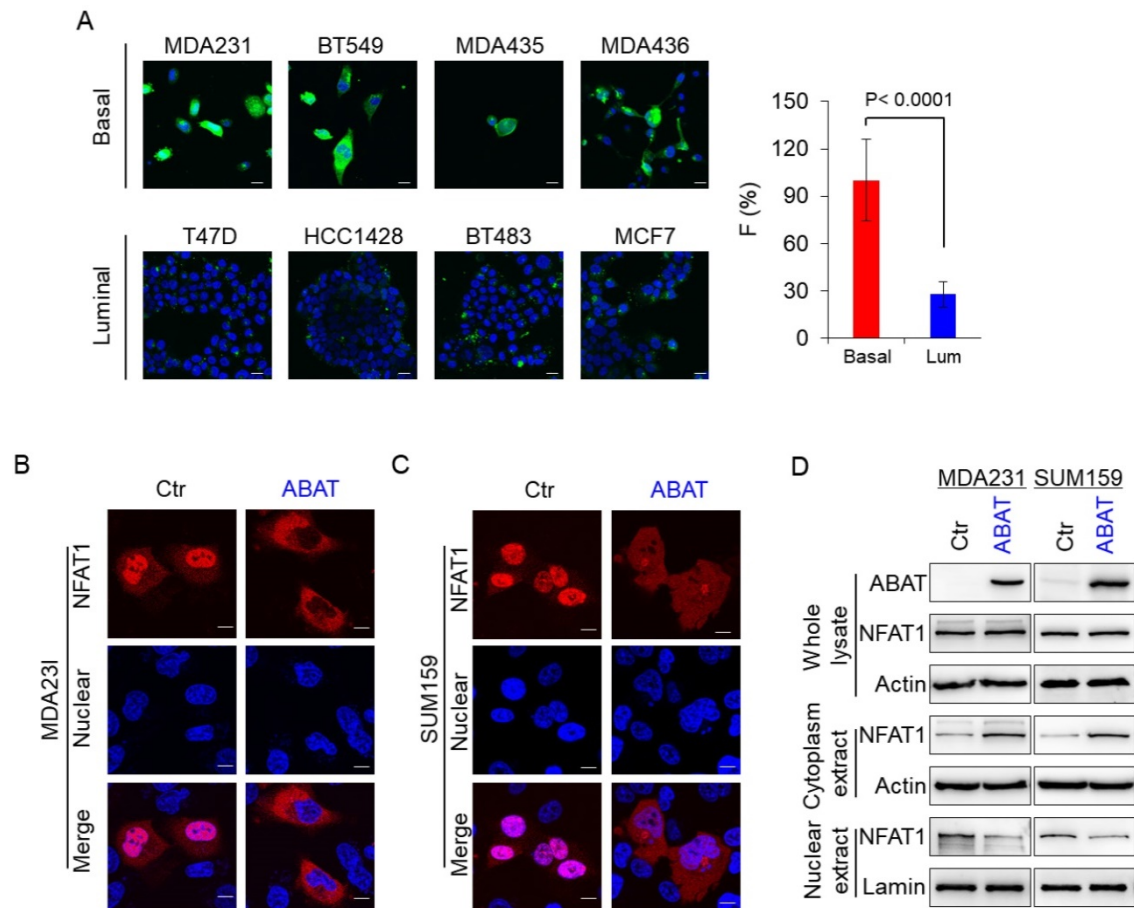 A
MDA231 BT549 MDA435 MDA436
Basal
T47D HCC1428 BT483 MCF7
Luminal
P< 0.0001
F (%)
150
120
90
60
30
0
Basal Lum
B
Ctr ABAT
MDA23I
NFAT1
Nuclear
Merge
C
Ctr ABAT
SUM159
NFAT1
Nuclear
Merge
D
MDA231 SUM159
Ctr ABAT Ctr ABAT
Whole
lysate
ABAT
NFAT1
Actin
Cytoplasm
extract
NFAT1
Actin
Nuclear
extract
NFAT1
Lamin